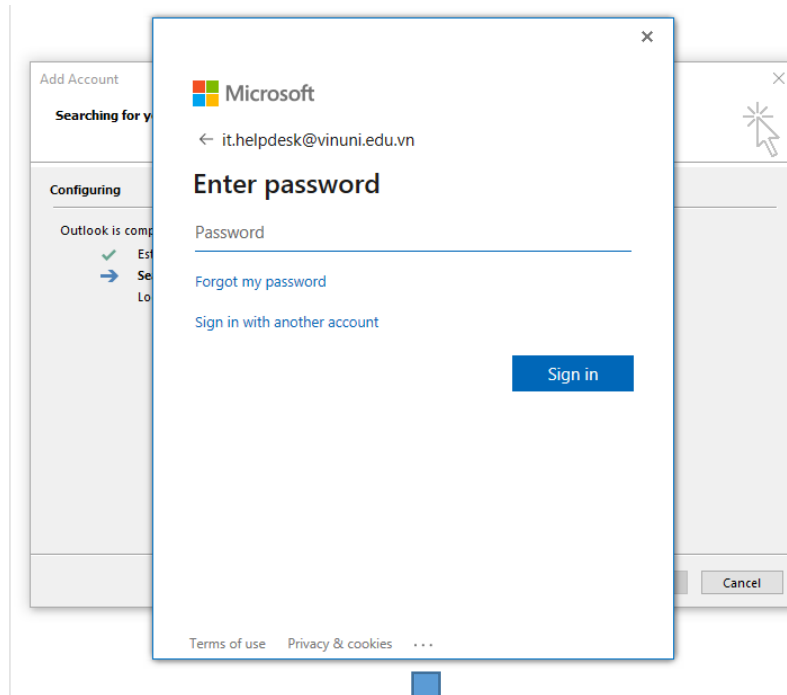 Add Account
Searching for y
Microsoft
it.helpdesk@vinuni.edu.vn
Enter password
Password
Forgot my password
Sign in with another account
Sign in
Configuring
Outlook is comp
Est
Se
Lo
Cancel
Terms of use Privacy & cookies ...